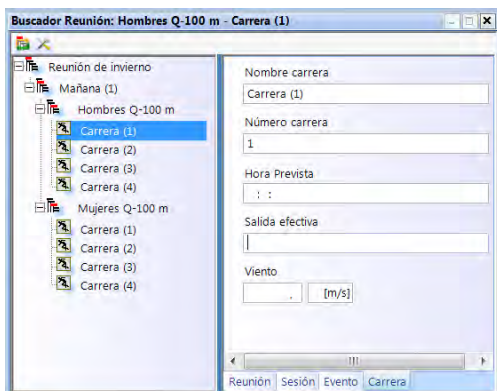 Buscador Reunión: Hombres Q-100 m - Carrera (1)
Reunión de invierno
Mañana (1)
Hombres Q-100 m
Carrera (1)
Carrera (2)
Carrera (3)
Carrera (4)
Mujeres Q-100 m
Carrera (1)
Carrera (2)
Carrera (3)
Carrera (4)
Nombre carrera
Carrera (1)
Número carrera
1
Hora Prevista
: :
Salida efectiva
Viento
. [m/s]
Reunión Sesión Evento Carrera